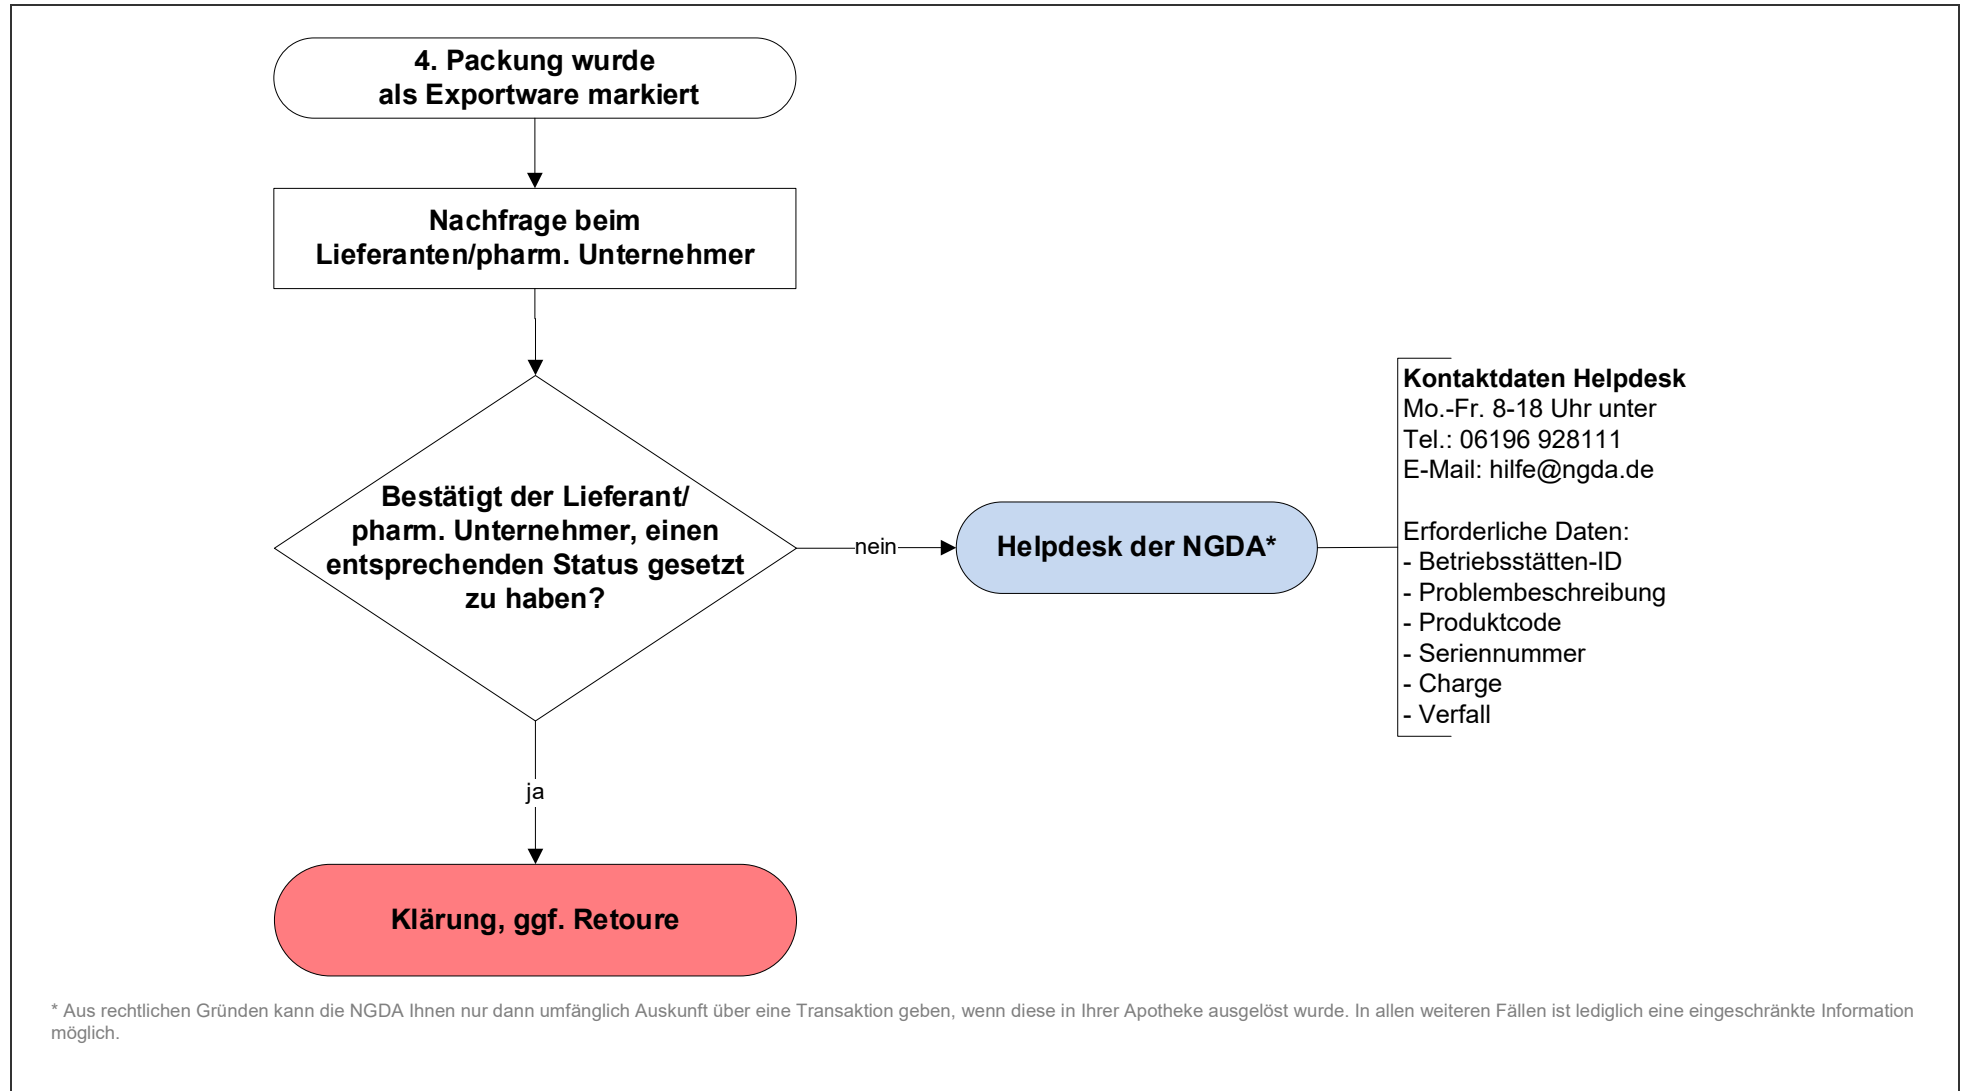 4. Packung wurde
als Exportware markiert
Nachfrage beim
Lieferanten/pharm. Unternehmer
Bestätigt der Lieferant/
pharm. Unternehmer, einen
entsprechenden Status gesetzt
zu haben?
nein
Helpdesk der NGDA*
Kontaktdaten Helpdesk
Mo.-Fr. 8-18 Uhr unter
Tel.: 06196 928111
E-Mail: hilfe@ngda.de
Erforderliche Daten:
- Betriebsstätten-ID
- Problembeschreibung
- Produktcode
- Seriennummer
- Charge
- Verfall
ja
Klärung, ggf. Retoure
* Aus rechtlichen Gründen kann die NGDA Ihnen nur dann umfänglich Auskunft über eine Transaktion geben, wenn diese in Ihrer Apotheke ausgelöst wurde. In allen weiteren Fällen ist lediglich eine eingeschränkte Information
möglich.